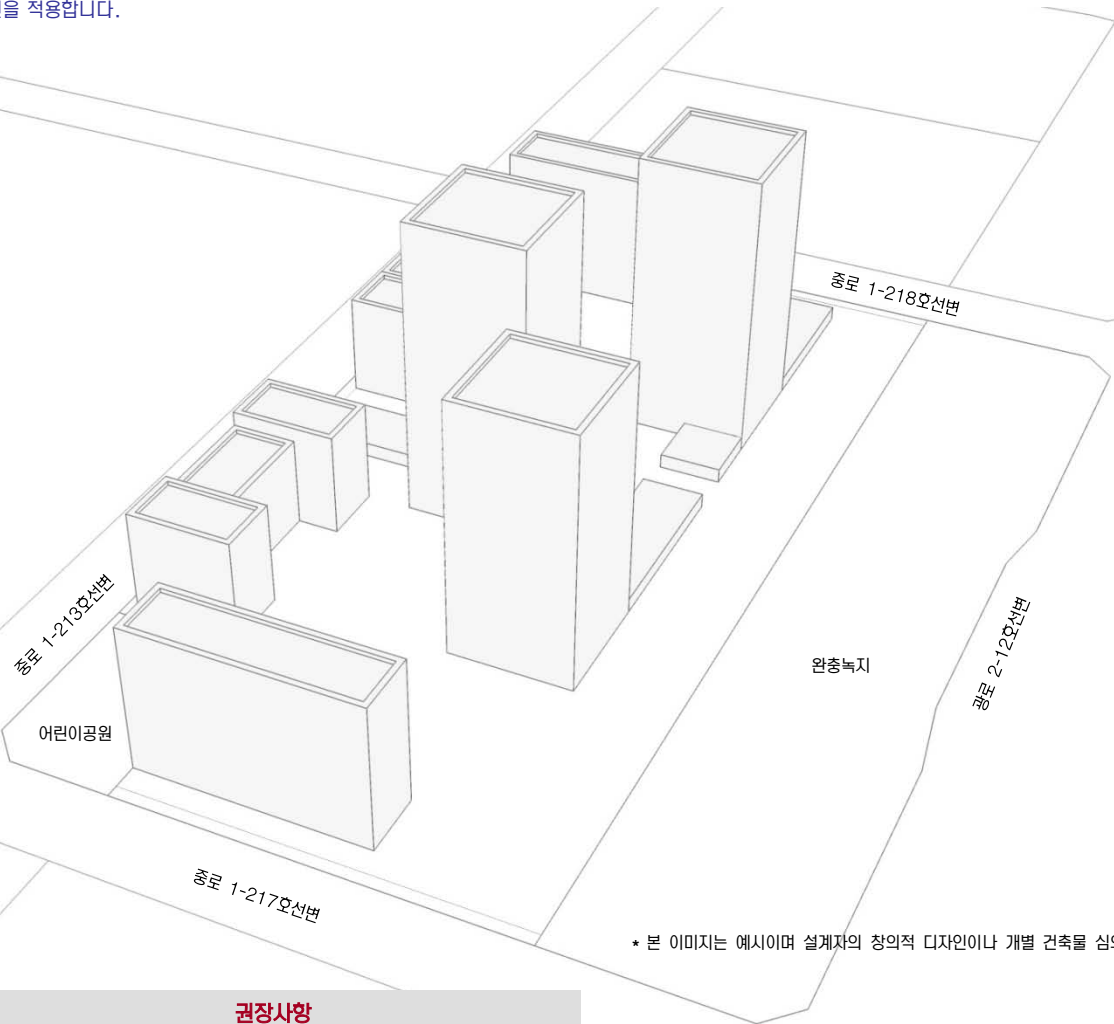 적용합니다.
중로 1-218호선변
중로 1-213호선변
광로 2-12호선변
완충녹지
어린이공원
중로 1-217호선변
* 본 이미지는 예시이며 설계자의 창의적 디자인이나 개별 건축물
권장사항